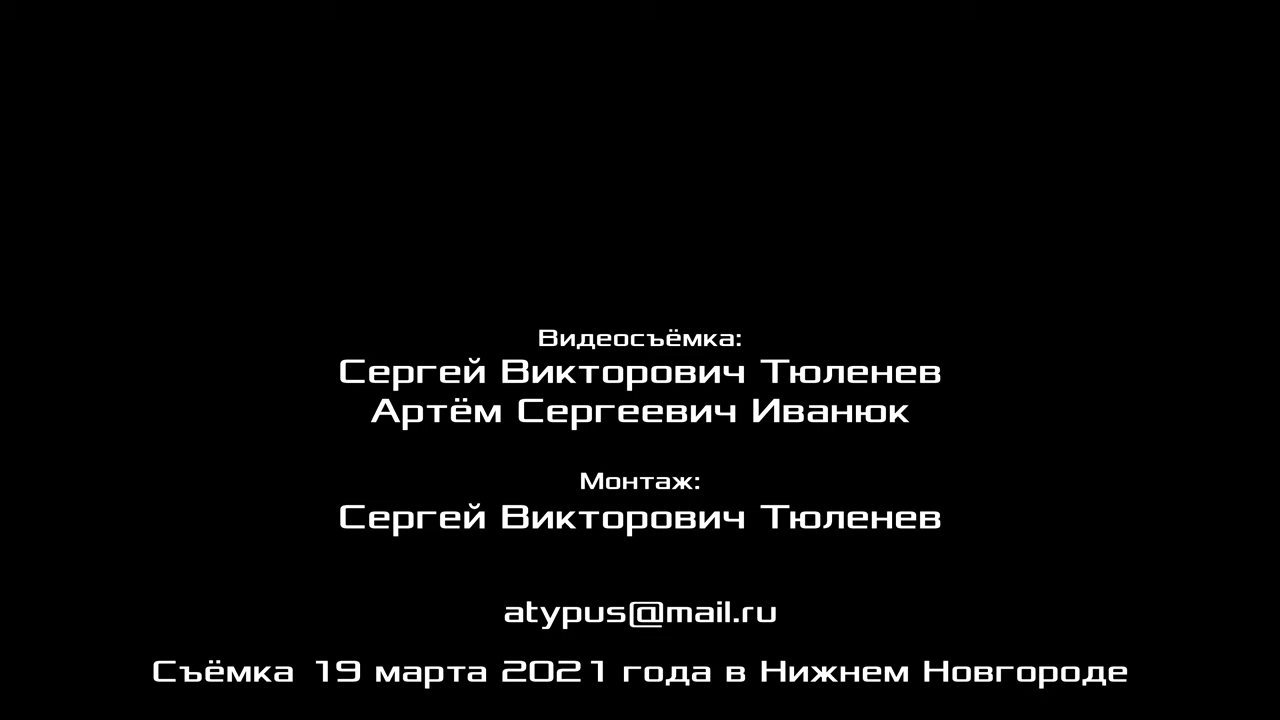 Видеосъёмка:
Сергей Викторович Тюленев
Артём Сергеевич Иванюк
Монтаж:
Сергей Викторович Тюленев
atypus@mail.ru
Съёмка 19 марта 2021 года в Нижнем Новгороде